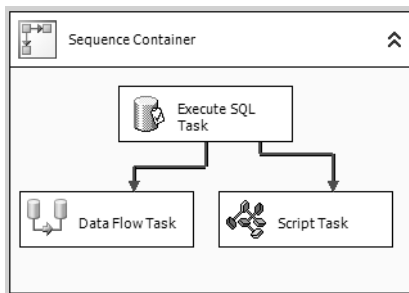 Sequence Container
Execute SQL
Task
Data Flow Task
Script Task